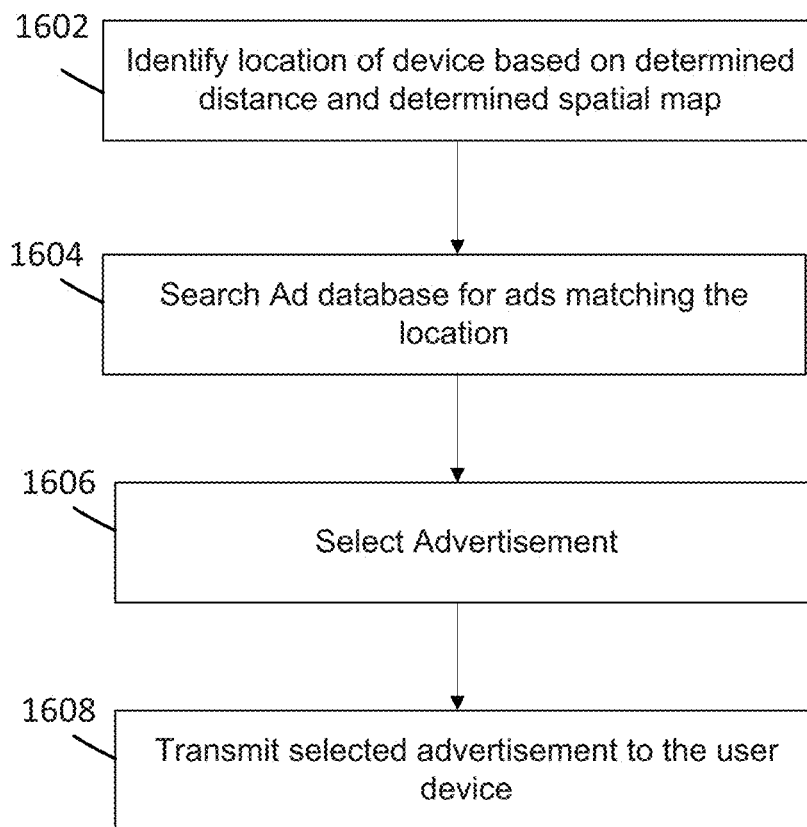 1602
Identify location of device based on determined
distance and determined spatial map
1604
Search Ad database for ads matching the
location
1606
Select Advertisement
1608
Transmit selected advertisement to the user
device